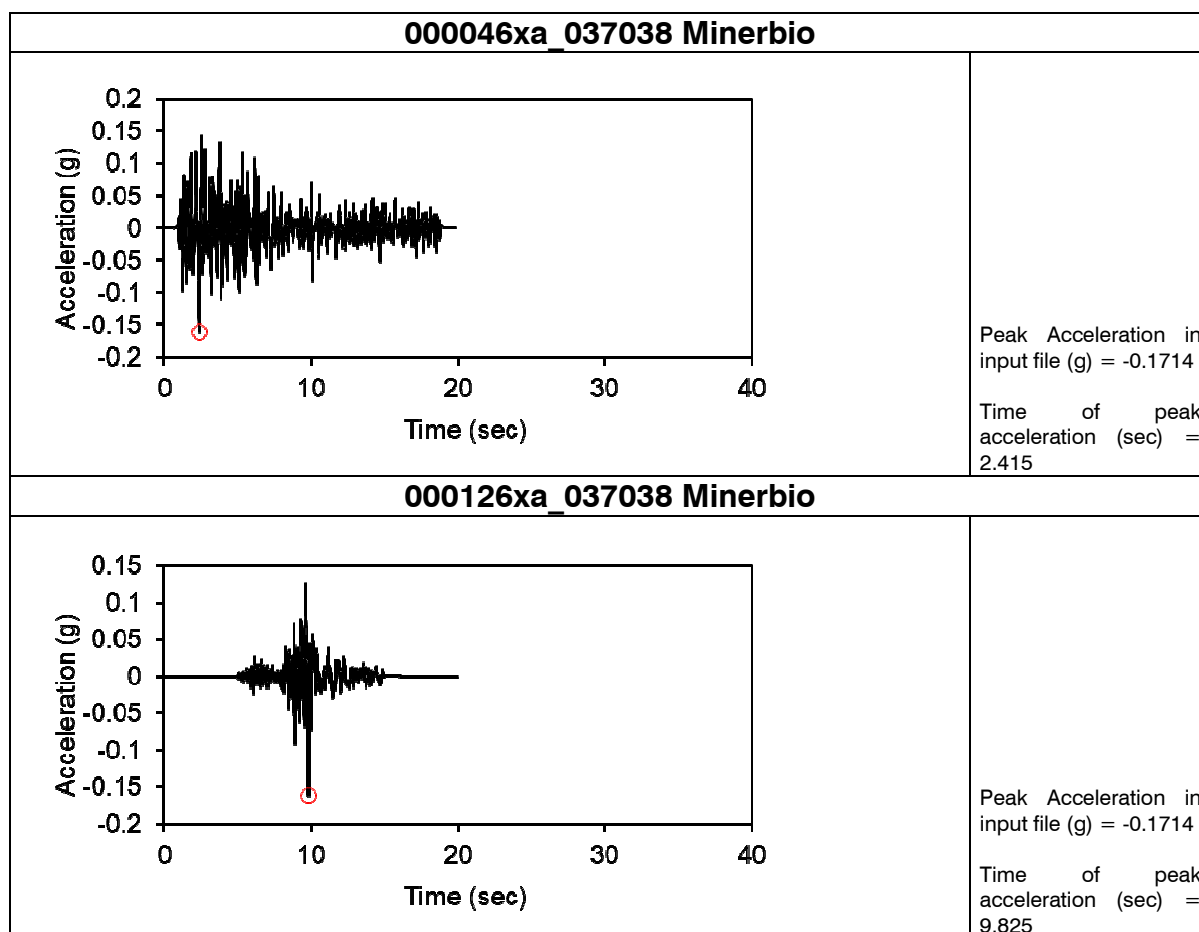 000046xa_037038 Minerbio
0.2
0.15
0.1
0.05
0
-0.05
-0.1
-0.15
-0.2
Acceleration (g)
0 10 20 30 40
Time (sec)
Peak Acceleration in
input file (g) = -0.1714
Time of peak
acceleration (sec) =
2.415
000126xa_037038 Minerbio
0.15
0.1
0.05
0
-0.05
-0.1
-0.15
-0.2
Acceleration (g)
0 10 20 30 40
Time (sec)
Peak Acceleration in
input file (g) = -0.1714
Time of peak
acceleration (sec) =
9.825